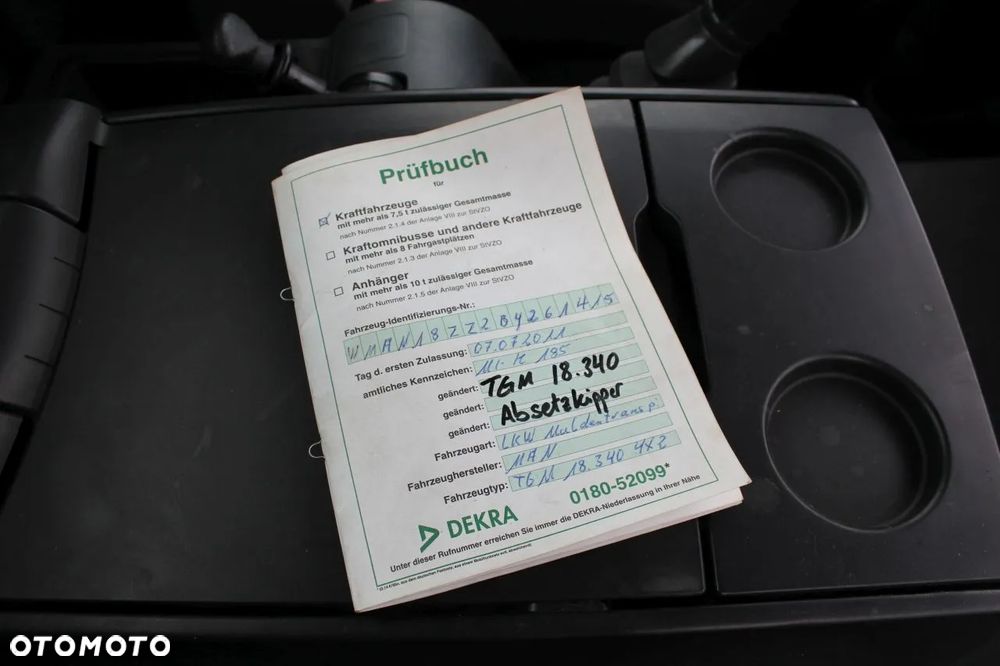 Prüfbuch
für
Kraftfahrzeuge
mit mehr als 7,5 t zulässiger Gesamtmasse
nach Nummer 2.1.4 der Anlage VIII zur StVZO
Kraftomnibusse und andere Kraftfahrzeuge
mit mehr als 8 Fahrgastplätzen
nach Nummer 2.1.3 der Anlage VIII zur StVZO
Anhänger
mit mehr als 10 t zulässiger Gesamtmasse
nach Nummer 2.1.5 der Anlage VIII zur StVZO
Fahrzeug-Identifizierungs-Nr.:
WMAN18ZZ2BY261415
Tag d. ersten Zulassung: 07.07.2011
amtliches Kennzeichen: 195
geändert: TGM 18.340
geändert: Absetzkipper
geändert:
Fahrzeugart: LKW Muldentransp.
Fahrzeughersteller: MAN
Fahrzeugtyp: TGM 18.340 4x2
DEKRA 0180-52099*
Unter dieser Rufnummer erreichen Sie immer die DEKRA-Niederlassung in Ihrer Nähe
OTOMOTO